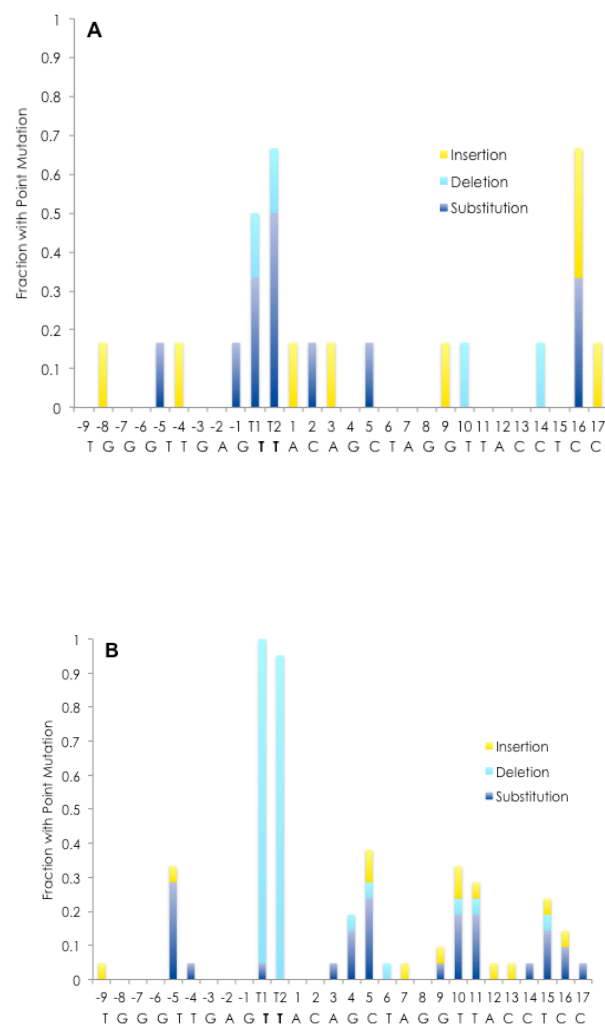 A
1
0.9
0.8
0.7
0.6
0.5
0.4
0.3
0.2
0.1
0
Fraction with Point Mutation
Insertion
Deletion
Substitution
-9 -8 -7 -6 -5 -4 -3 -2 -1 T1 T2 1 2 3 4 5 6 7 8 9 10 11 12 13 14 15 16 17
T G G G T T G A G T T A C A G C T A G G T T A C C T C C
B
1
0.9
0.8
0.7
0.6
0.5
0.4
0.3
0.2
0.1
0
Fraction with Point Mutation
Insertion
Deletion
Substitution
-9 -8 -7 -6 -5 -4 -3 -2 -1 T1 T2 1 2 3 4 5 6 7 8 9 10 11 12 13 14 15 16 17
T G G G T T G A G T T A C A G C T A G G T T A C C T C C